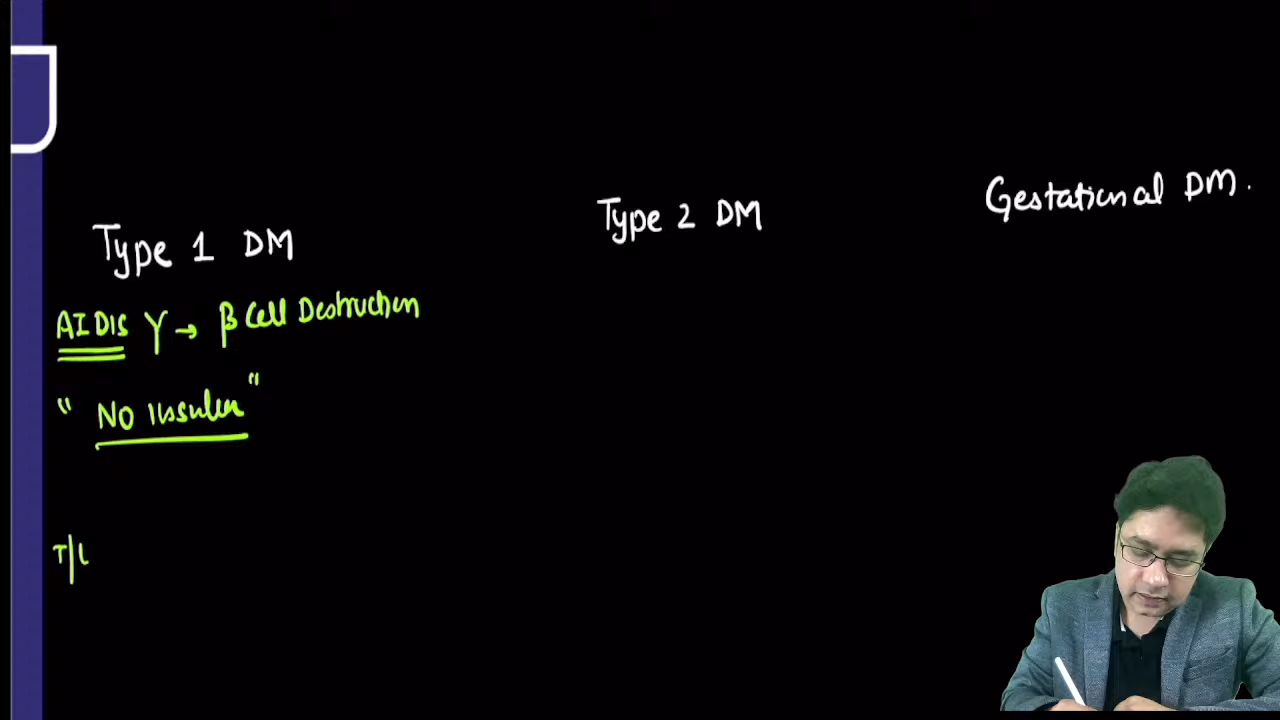 Gestational DM.
Type 2 DM
Type 1 DM
AI DIS Y → β Cell Destruction
" NO Insulin "
T/L